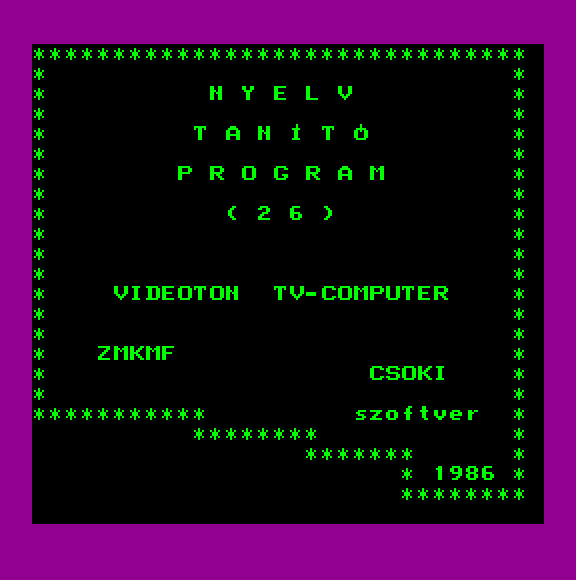 N Y E L V
T A N Í T Ó
P R O G R A M
( 2 6 )
VIDEOTON TV-COMPUTER
ZMKMF
CSOKI
szoftver
1986